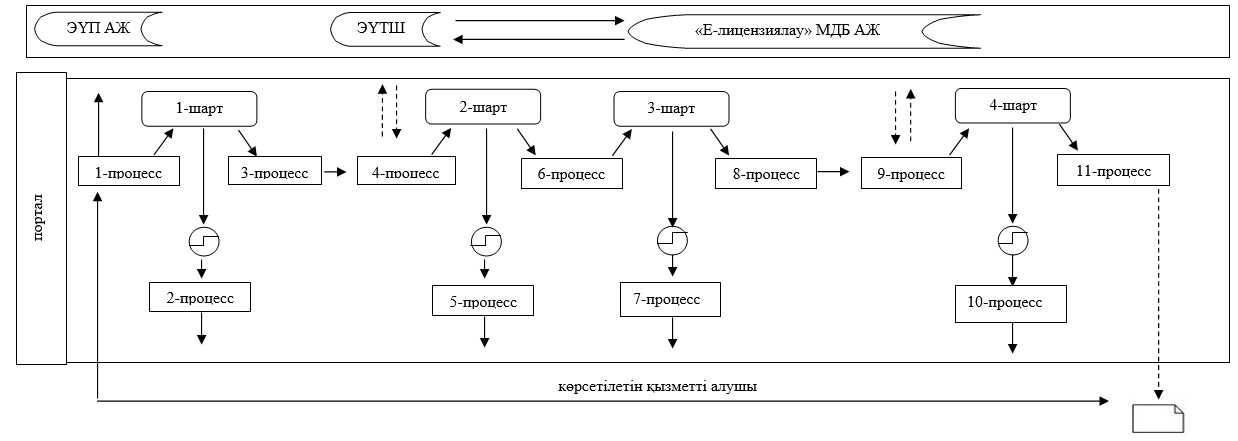 ЭҮП АЖ
ЭҮТШ
«Е-лицензиялау» МДБ АЖ
портал
1-шарт
2-шарт
3-шарт
4-шарт
1-процесс
3-процесс
4-процесс
6-процесс
8-процесс
9-процесс
11-процесс
2-процесс
5-процесс
7-процесс
10-процесс
көрсетілетін қызметті алушы